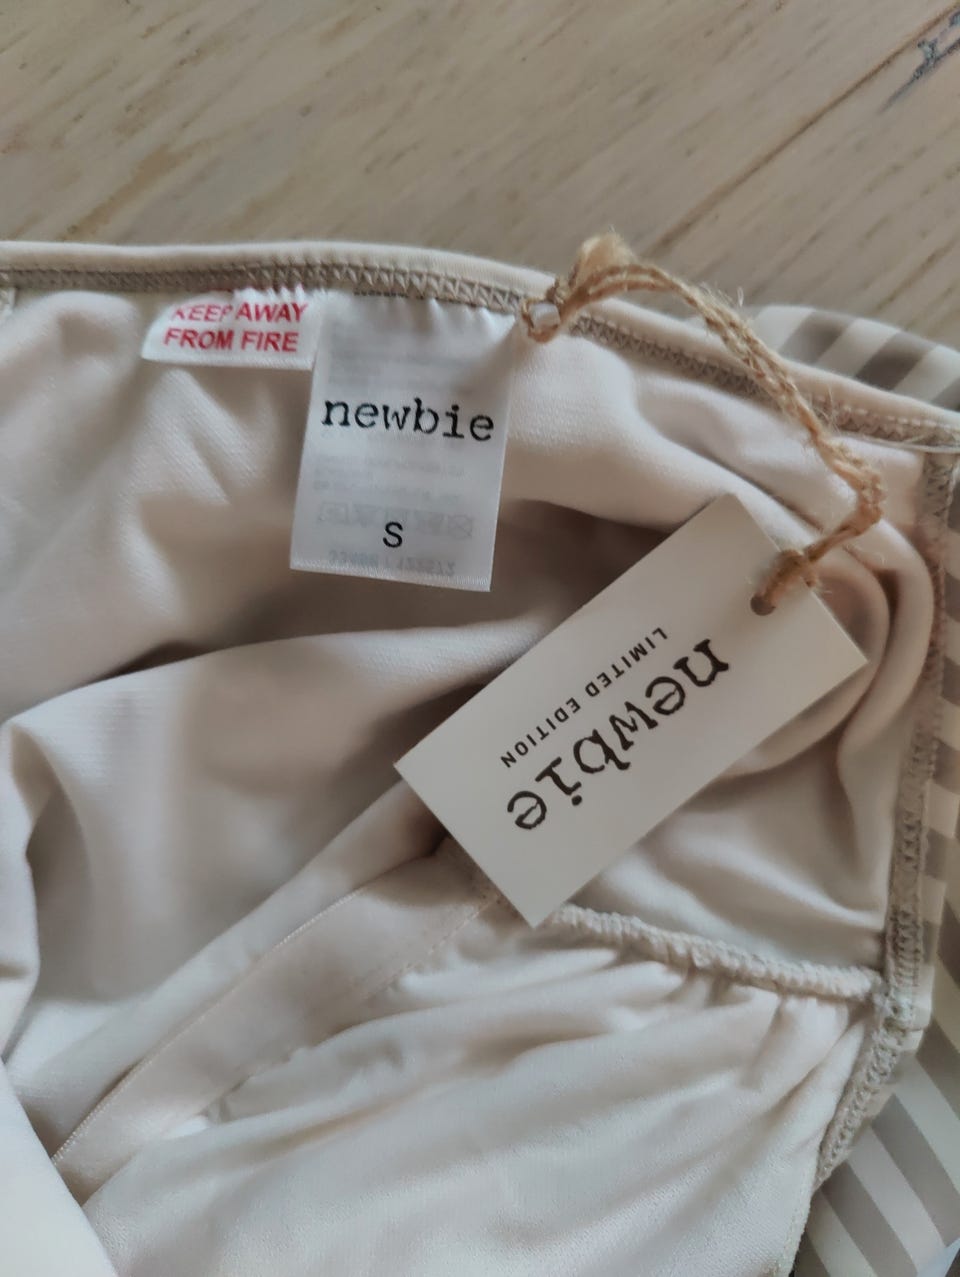 KEEP AWAY
FROM FIRE
newbie
S
newbie
LIMITED EDITION